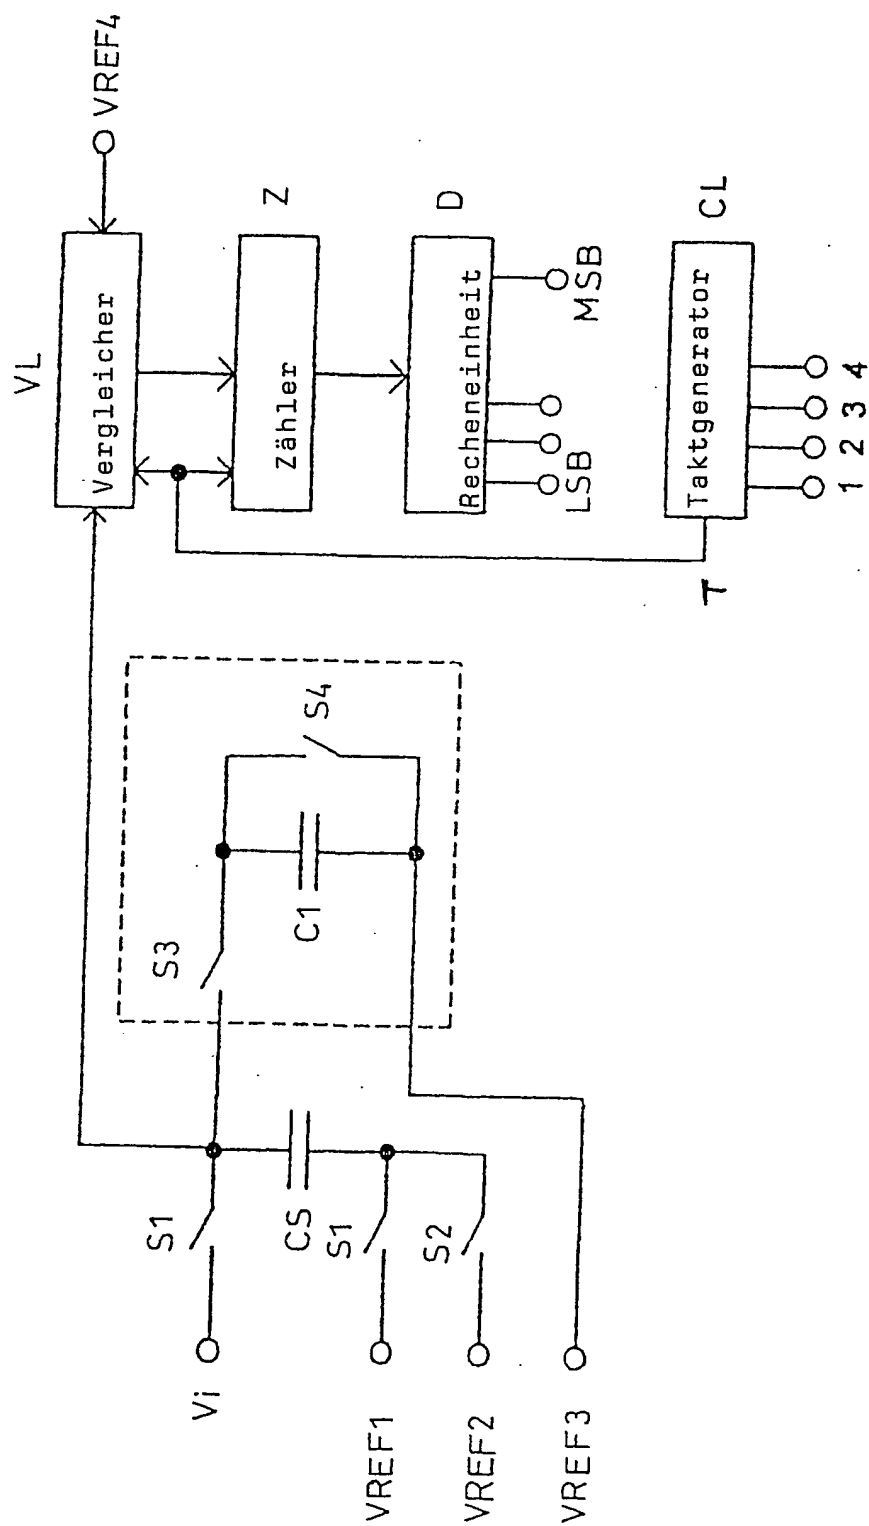 VL
Vergleicher
VREF4
Zähler
Z
Recheneinheit
D
LSB
MSB
Taktgenerator
CL
T
1 2 3 4
S3
C1
S4
S1
CS
S1
S2
Vi
VREF1
VREF2
VREF3